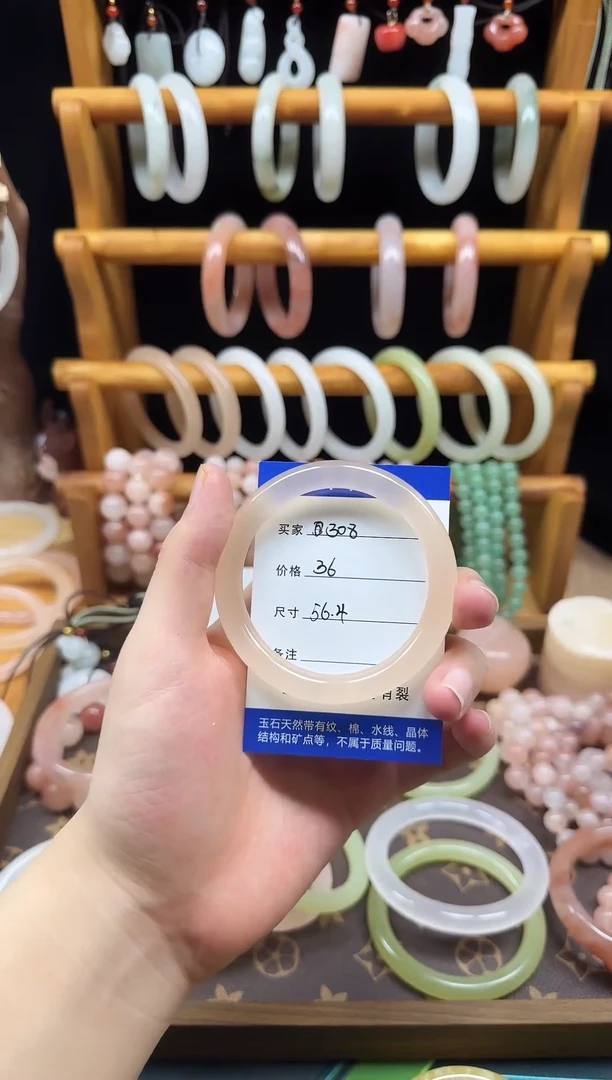 买家
价格 36
尺寸 56.4
备注
有裂
玉石天然带有纹、棉、水线、晶体
结构和矿点等，不属于质量问题。